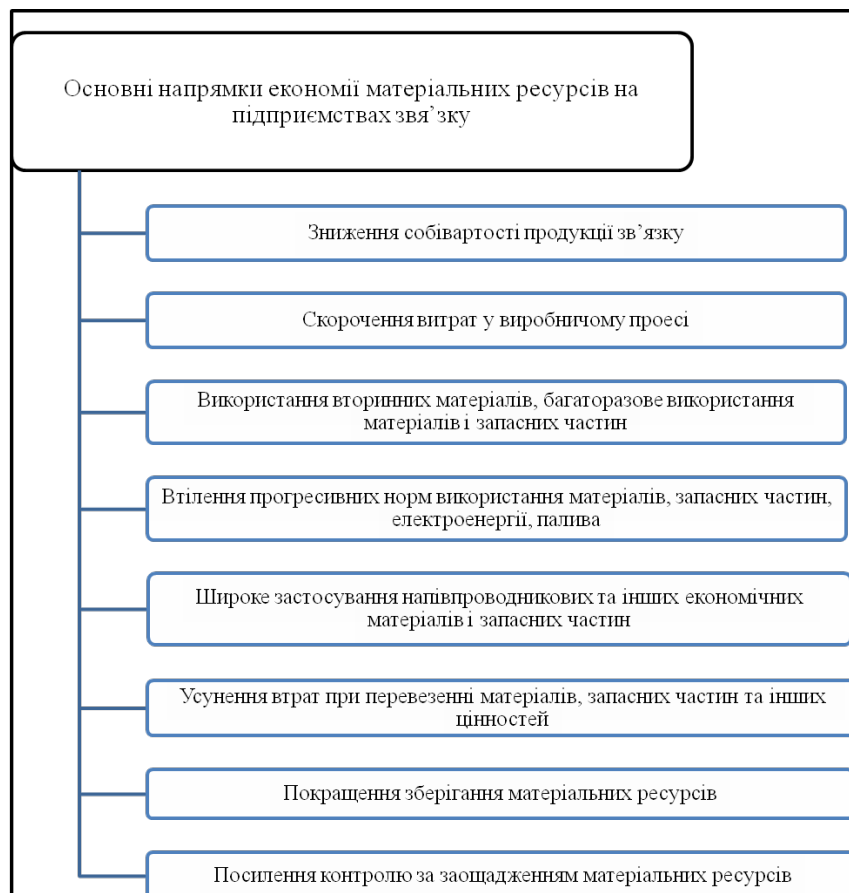 Основні напрямки економії матеріальних ресурсів на
підприємствах звя’зку
Зниження собівартості продукції зв’язку
Скорочення витрат у виробничому проесі
Використання вторинних матеріалів, багаторазове використання
матеріалів і запасних частин
Втілення прогресивних норм використання матеріалів, запасних частин,
електроенергії, палива
Широке застосування напівпроводникових та інших економічних
матеріалів і запасних частин
Усунення втрат при перевезенні матеріалів, запасних частин та інших
цінностей
Покращення зберігання матеріальних ресурсів
Посилення контролю за заощадженням матеріальних ресурсів